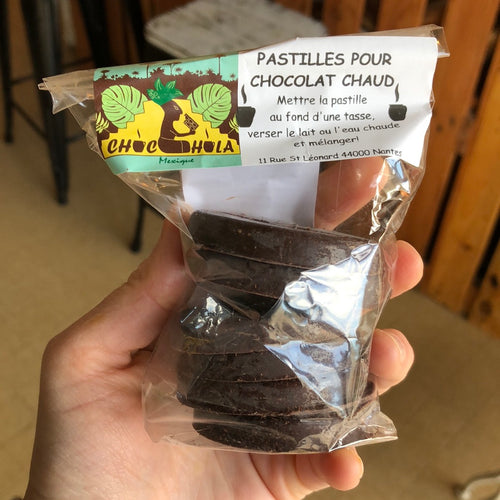 CHOC HOLA
Mexique
PASTILLES POUR
CHOCOLAT CHAUD
Mettre la pastille
au fond d'une tasse,
verser le lait ou l'eau chaude
et mélanger!
11 Rue St Léonard 44000 Nantes